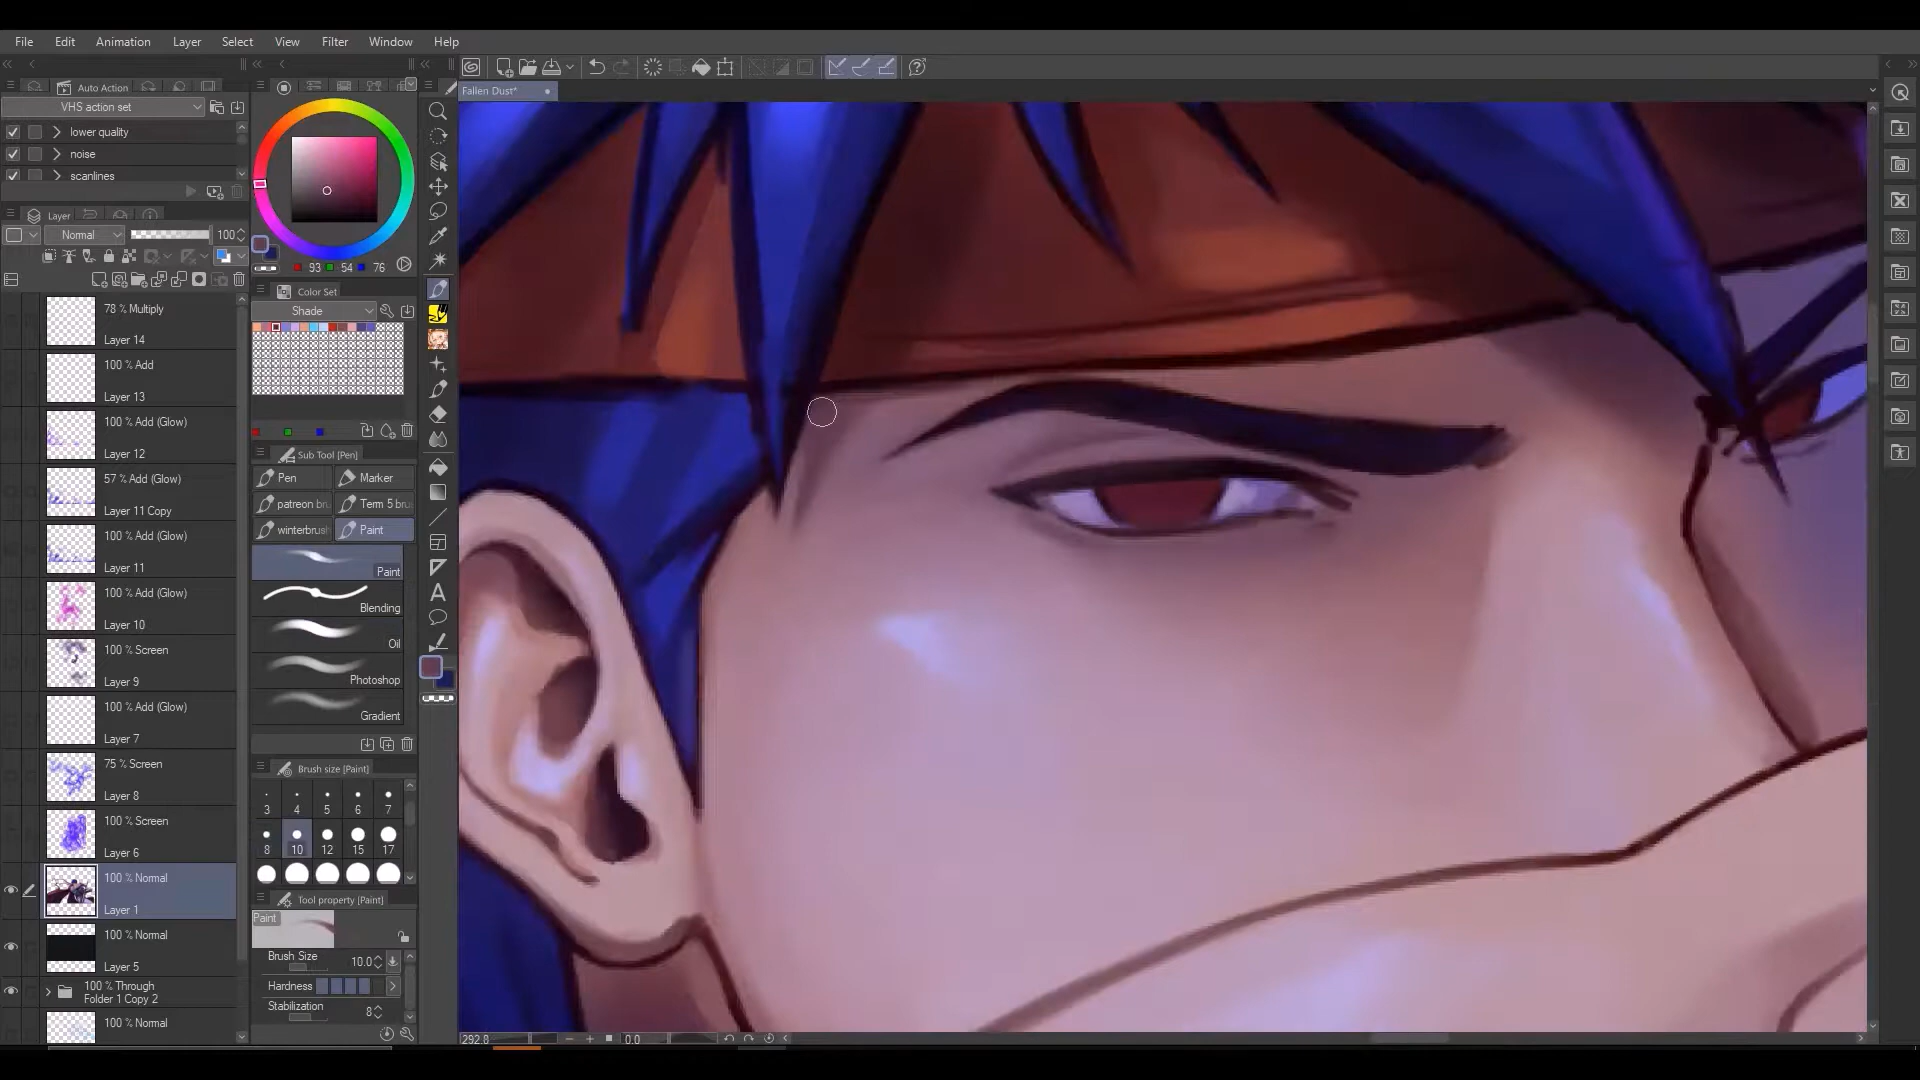 File Edit Animation Layer Select View Filter Window Help
Auto Action
Fallen Dust*
VHS action set
lower quality
noise
scanlines
93 54 76
Layer
Normal 100
Color Set
Shade
78 % Multiply
Layer 14
100 % Add
Layer 13
100 % Add (Glow)
Layer 12
57 % Add (Glow)
Layer 11 Copy
100 % Add (Glow)
Layer 11
100 % Add (Glow)
Layer 10
100 % Screen
Layer 9
100 % Add (Glow)
Layer 7
75 % Screen
Layer 8
100 % Screen
Layer 6
100 % Normal
Layer 1
100 % Normal
Layer 5
100 % Through
Folder 1 Copy 2
100 % Normal
Sub Tool [Pen]
Pen Marker
patreon bru Term 5 bru
winterbrush Paint
Paint
Blending
Oil
Photoshop
Gradient
Brush size [Paint]
3 4 5 6 7
8 10 12 15 17
Tool property [Paint]
Paint
Brush Size 10.0
Hardness
Stabilization 8
A
292.8 0.0